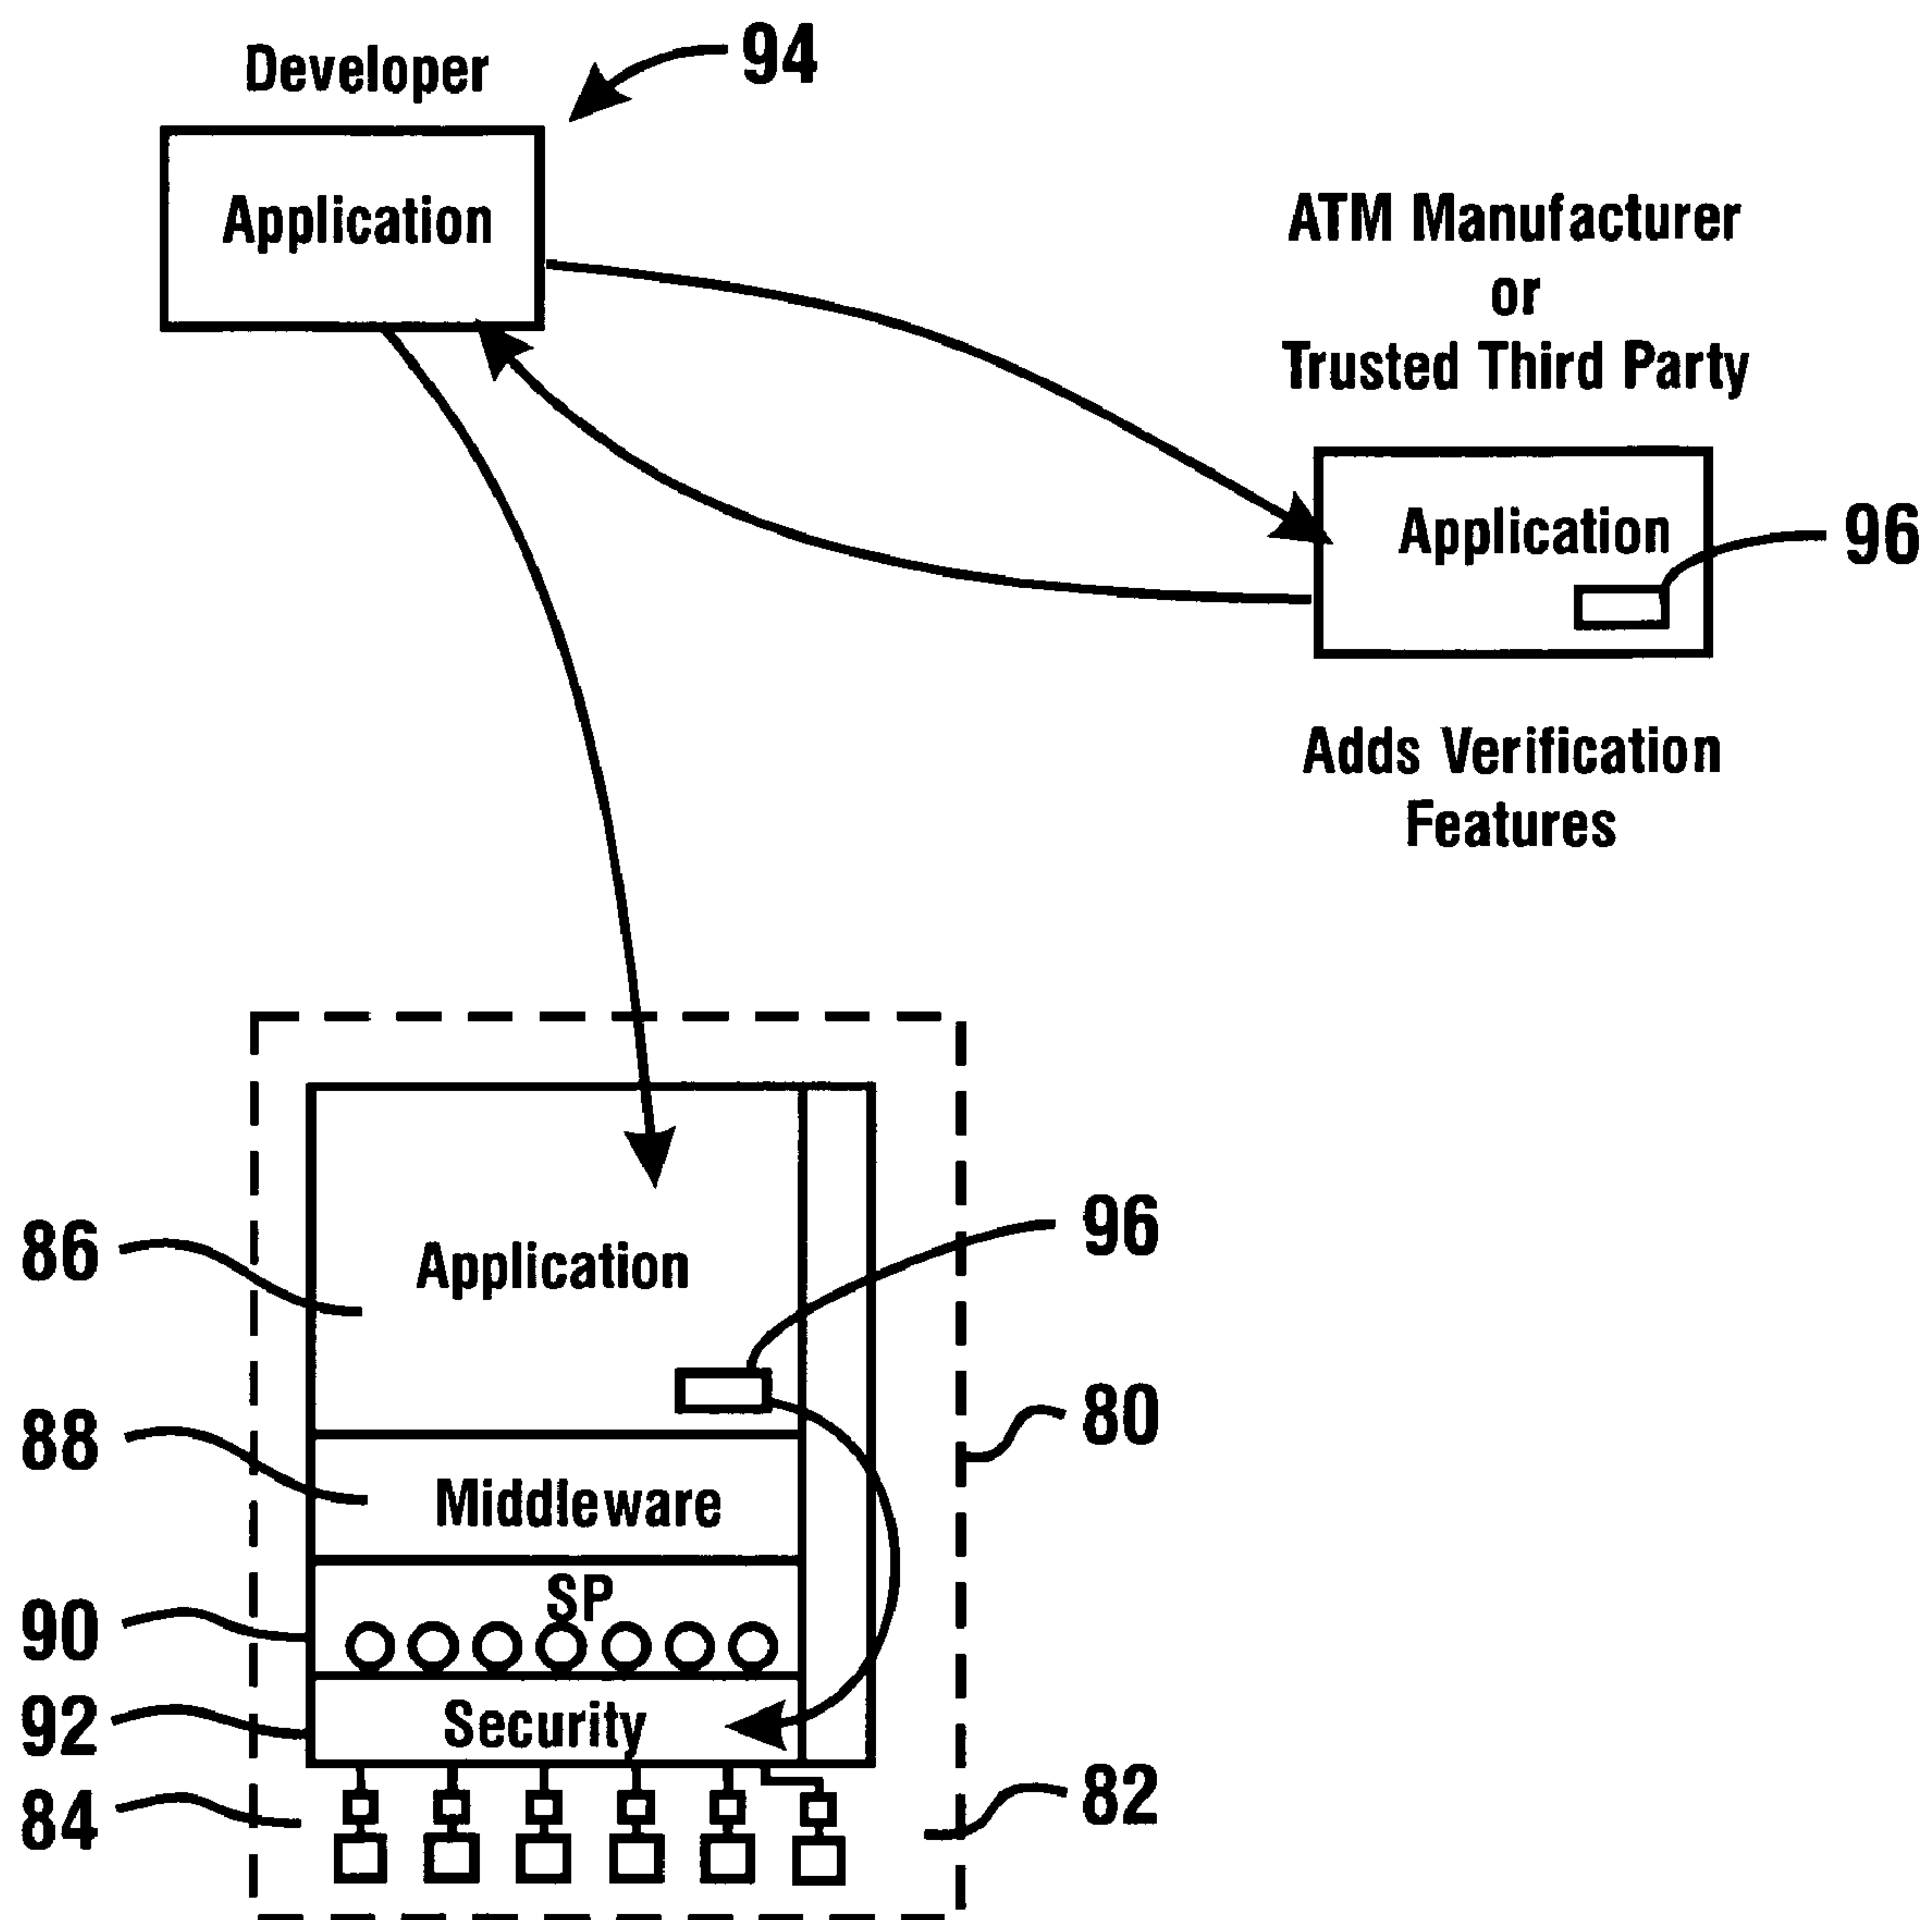 Developer
94
Application
ATM Manufacturer
or
Trusted Third Party
Application
96
Adds Verification
Features
86
Application
96
88
Middleware
80
SP
90
92
Security
84
82